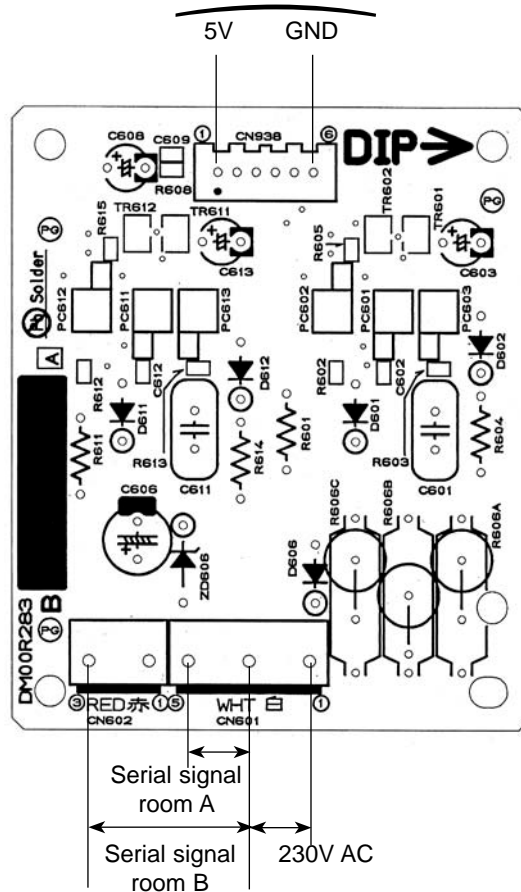 5V GND
C608 C609 ① CN938 ⑥ DIP→
R608
TR602 TR601
R615 TR612 TR611 R605
PG PG
C613 C603
Pb Solder
PC612 PC611 PC613 PC602 PC601 PC603
A
R612 C612 D612 R602 C602 D602
D611 D601
R611 R613 R614 R601 R603 R604
C611 C601
C606 R606C R606B R606A
ZD606 D606
DM00R283 B
PG PG
③ RED 赤 ① ⑤ WHT 白 ①
CN602 CN601
Serial signal
room A
Serial signal 230V AC
room B